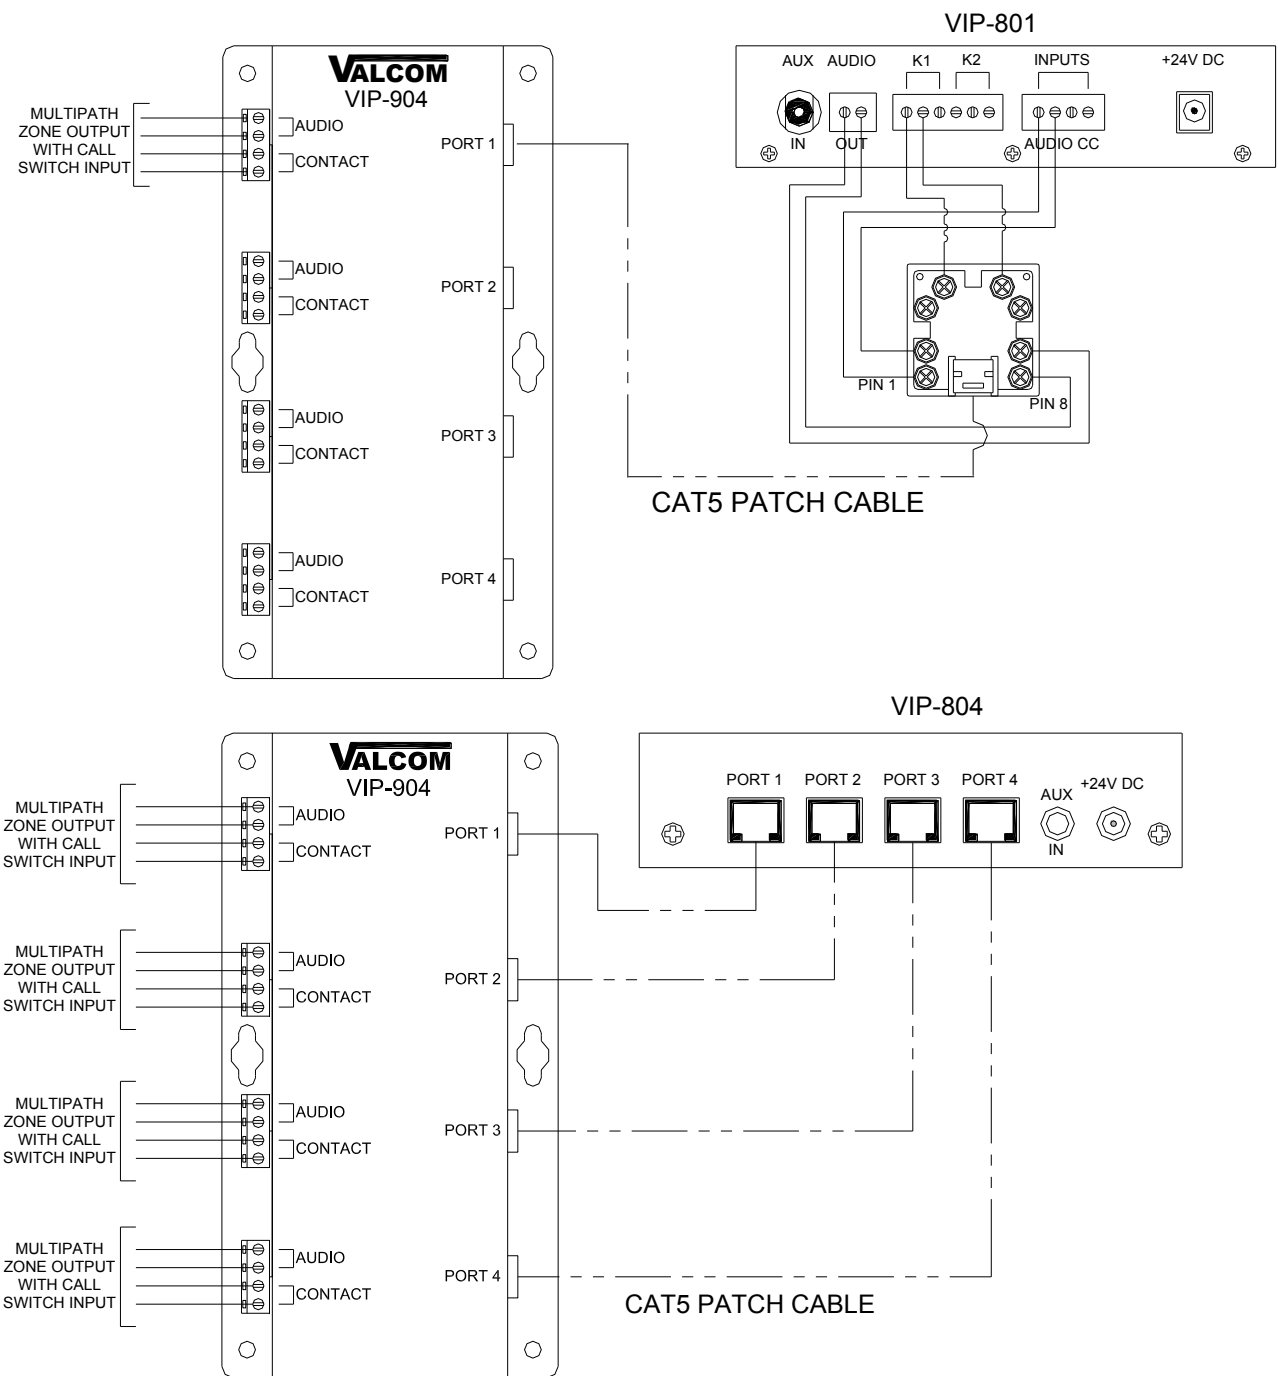 VIP-801
VALCOM
VIP-904
MULTIPATH
ZONE OUTPUT
WITH CALL
SWITCH INPUT
AUDIO
CONTACT
PORT 1
AUDIO
CONTACT
PORT 2
AUDIO
CONTACT
PORT 3
AUDIO
CONTACT
PORT 4
AUX AUDIO K1 K2 INPUTS +24V DC
IN OUT AUDIO CC
PIN 1
PIN 8
CAT5 PATCH CABLE
VIP-804
VALCOM
VIP-904
MULTIPATH
ZONE OUTPUT
WITH CALL
SWITCH INPUT
AUDIO
CONTACT
PORT 1
MULTIPATH
ZONE OUTPUT
WITH CALL
SWITCH INPUT
AUDIO
CONTACT
PORT 2
MULTIPATH
ZONE OUTPUT
WITH CALL
SWITCH INPUT
AUDIO
CONTACT
PORT 3
MULTIPATH
ZONE OUTPUT
WITH CALL
SWITCH INPUT
AUDIO
CONTACT
PORT 4
PORT 1 PORT 2 PORT 3 PORT 4
AUX +24V DC
IN
CAT5 PATCH CABLE